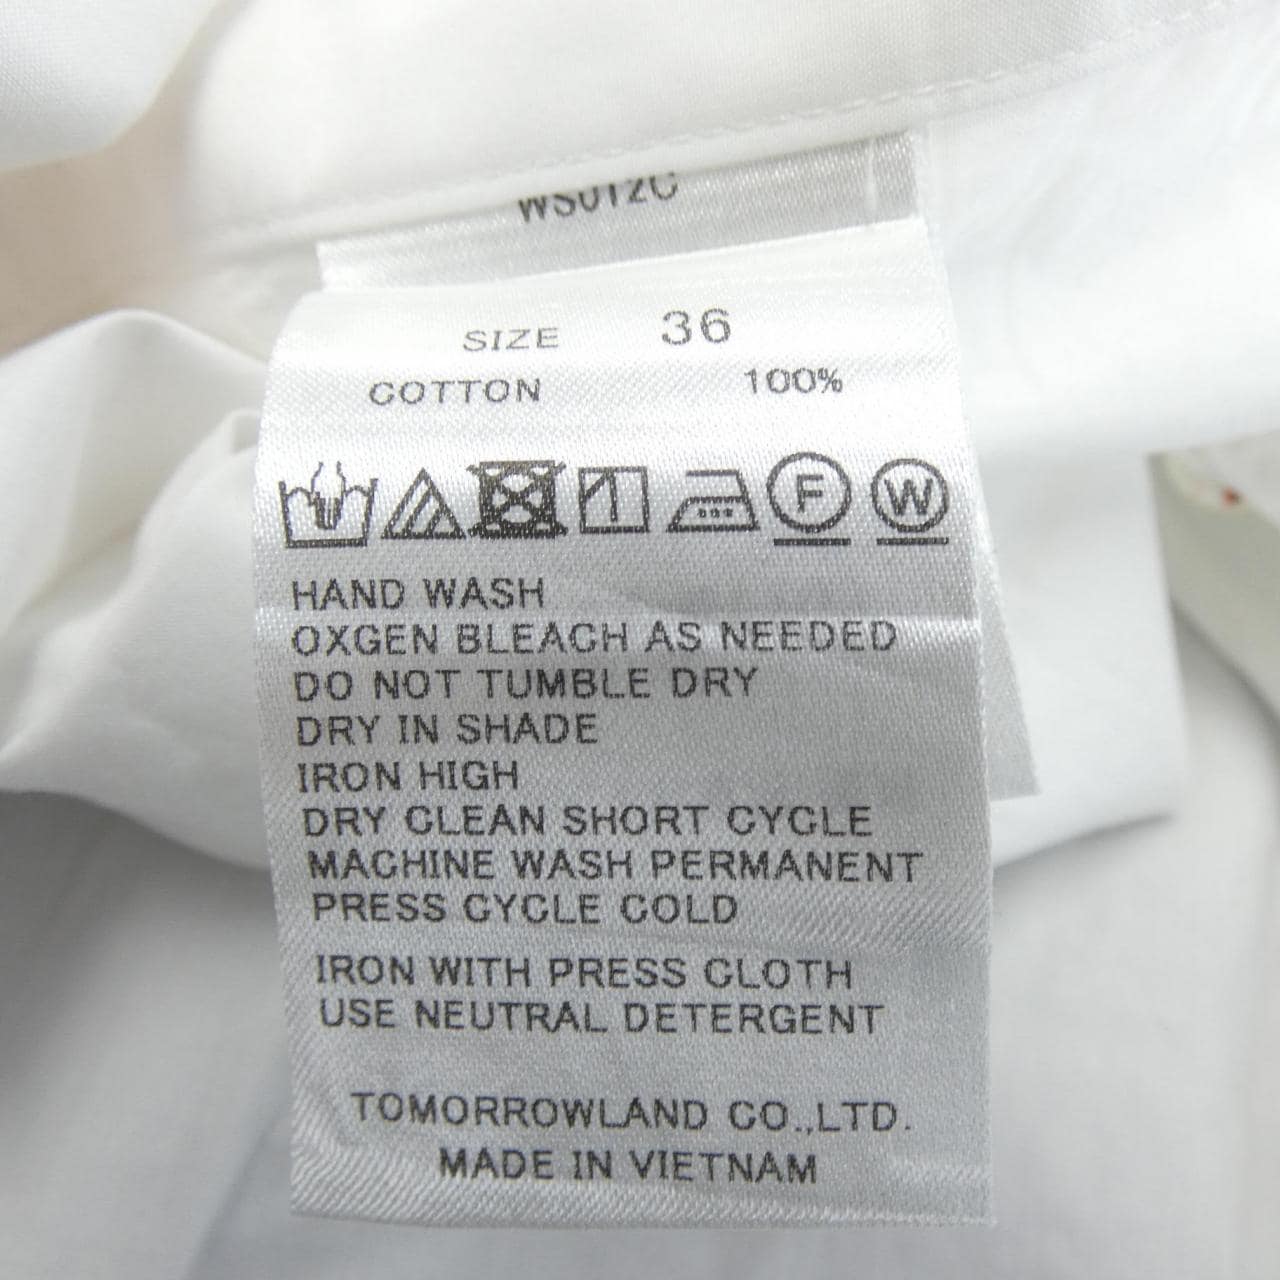 WS012C
SIZE 36
COTTON 100%
F W
HAND WASH
OXGEN BLEACH AS NEEDED
DO NOT TUMBLE DRY
DRY IN SHADE
IRON HIGH
DRY CLEAN SHORT CYCLE
MACHINE WASH PERMANENT
PRESS CYCLE COLD
IRON WITH PRESS CLOTH
USE NEUTRAL DETERGENT
TOMORROWLAND CO.,LTD.
MADE IN VIETNAM